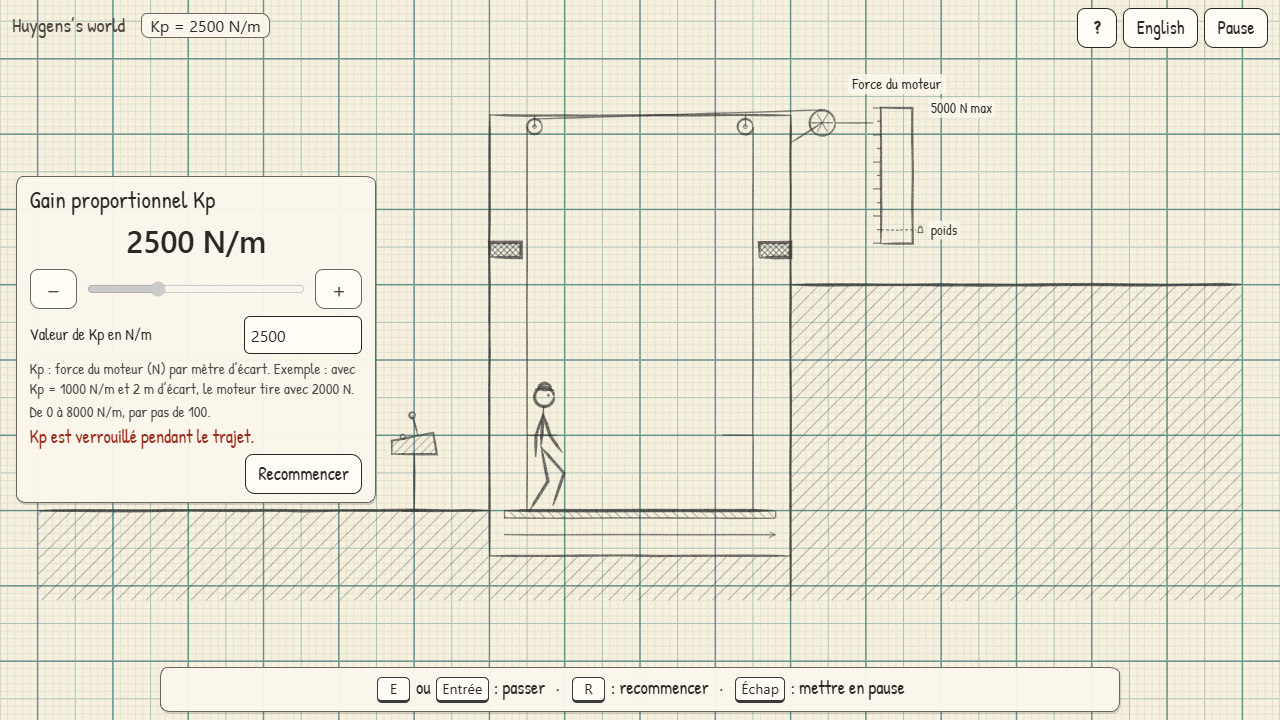 Huygens's world
Kp = 2500 N/m
?
English
Pause
Force du moteur
5000 N max
poids
Gain proportionnel Kp
2500 N/m
−
+
Valeur de Kp en N/m
2500
Kp : force du moteur (N) par mètre d'écart. Exemple : avec
Kp = 1000 N/m et 2 m d'écart, le moteur tire avec 2000 N.
De 0 à 8000 N/m, par pas de 100.
Kp est verrouillé pendant le trajet.
Recommencer
E ou Entrée : passer · R : recommencer · Échap : mettre en pause